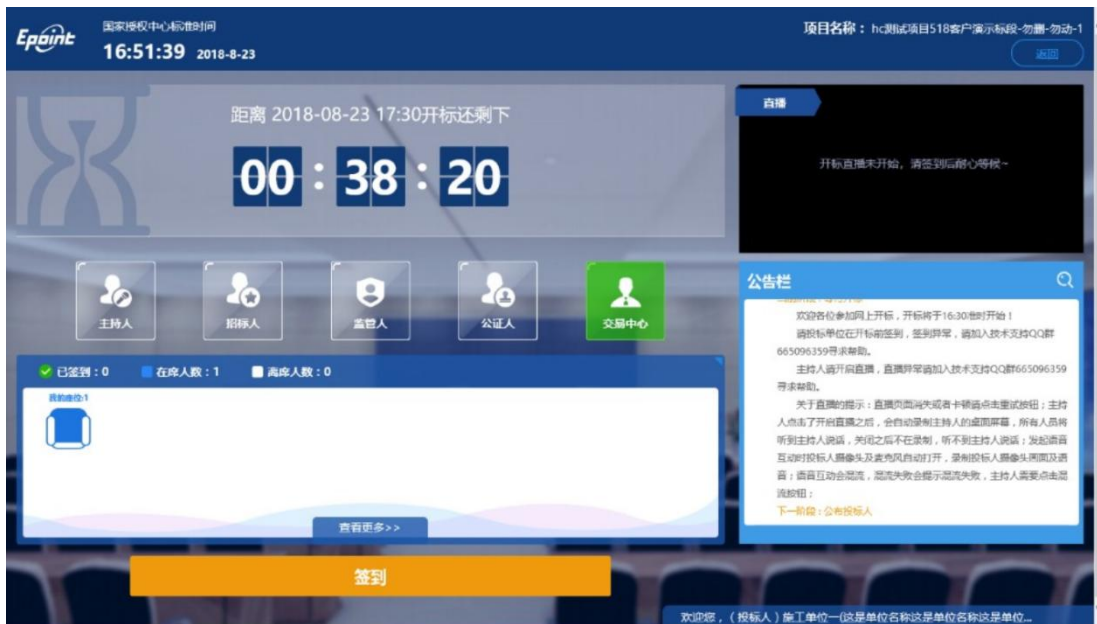 Epoint
国家授权中心标准时间
16:51:39 2018-8-23
项目名称：hc测试项目518客户演示标段-勿删-勿动-1
返回
距离 2018-08-23 17:30开标还剩下
00 : 38 : 20
直播
开标直播未开始，请签到后耐心等候~
主持人
招标人
监管人
公证人
交易中心
公告栏
欢迎各位参加网上开标，开标将于16:30准时开始！
请投标单位在开标前签到，签到异常，请加入技术支持QQ群
665096359寻求帮助。
主持人请开启直播，直播异常请加入技术支持QQ群665096359
寻求帮助。
关于直播的提示：直播页面消失或者卡顿请点击重试按钮；主持
人点击了开启直播之后，会自动录制主持人的桌面屏幕，所有人员将
听到主持人说话，关闭之后不在录制，听不到主持人说话；发起语音
互动时投标人摄像头及麦克风自动打开，录制投标人摄像头画面及语
音；语音互动会混流，混流失败会提示混流失败，主持人需要点击混
流按钮；
下一阶段：公布投标人
已签到：0 在席人数：1 离席人数：0
我的座位:1
查看更多>>
签到
欢迎您，（投标人）施工单位一(这是单位名称这是单位名称这是单位...